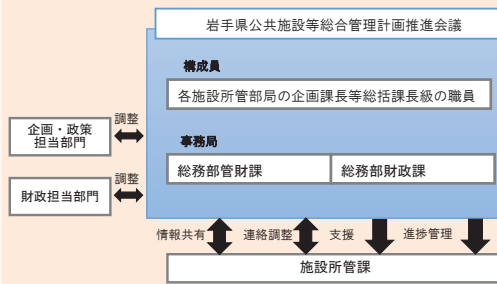 岩手県公共施設等総合管理計画推進会議
構成員
各施設所管部局の企画課長等総括課長級の職員
企画・政策
担当部門
調整
事務局
総務部管財課
総務部財政課
財政担当部門
調整
情報共有
連絡調整
支援
進捗管理
施設所管課